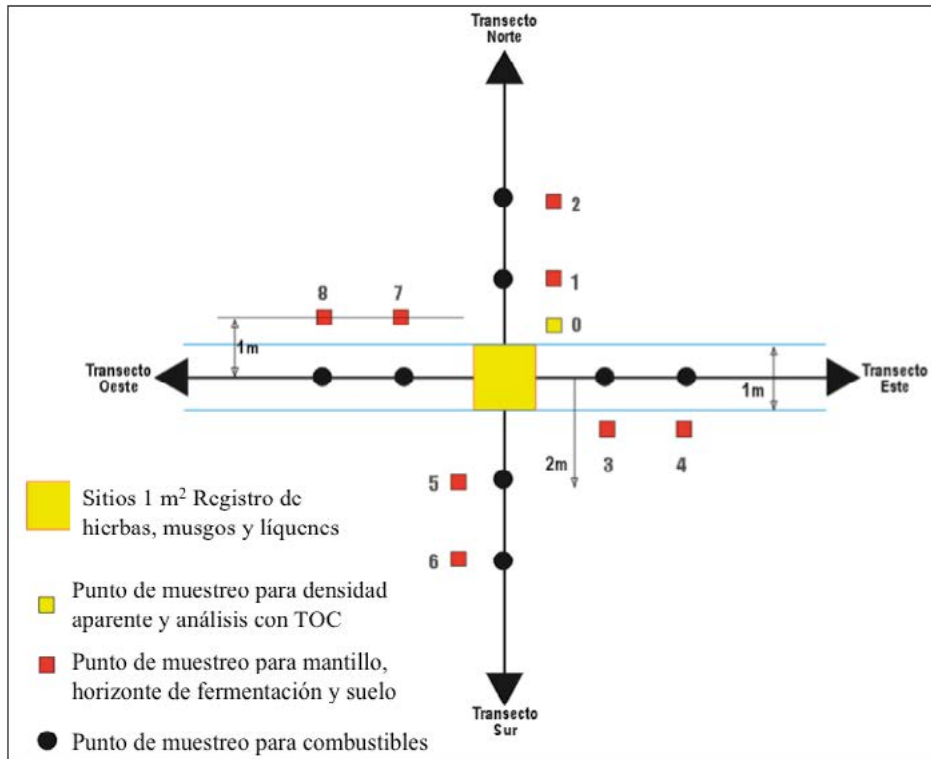 Transecto
Norte
2
1
0
8
7
1m
Transecto
Oeste
1m
Transecto
Este
2m
3
4
5
6
Sitios 1 m² Registro de
hierbas, musgos y líquenes
Punto de muestreo para densidad
aparente y análisis con TOC
Punto de muestreo para mantillo,
horizonte de fermentación y suelo
Punto de muestreo para combustibles
Transecto
Sur